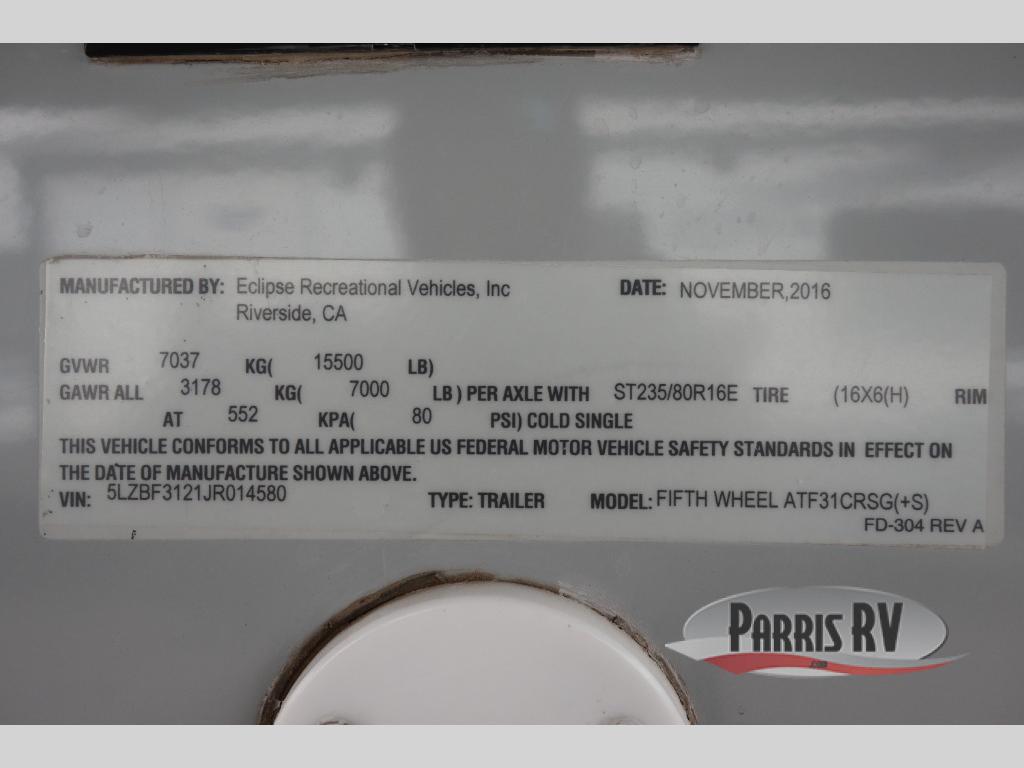 MANUFACTURED BY: Eclipse Recreational Vehicles, Inc DATE: NOVEMBER,2016
Riverside, CA
GVWR 7037 KG( 15500 LB)
GAWR ALL 3178 KG( 7000 LB ) PER AXLE WITH ST235/80R16E TIRE (16X6(H) RIM
AT 552 KPA( 80 PSI) COLD SINGLE
THIS VEHICLE CONFORMS TO ALL APPLICABLE US FEDERAL MOTOR VEHICLE SAFETY STANDARDS IN EFFECT ON
THE DATE OF MANUFACTURE SHOWN ABOVE.
VIN: 5LZBF3121JR014580 TYPE: TRAILER MODEL: FIFTH WHEEL ATF31CRSG(+S)
FD-304 REV A
PARRIS RV
.com